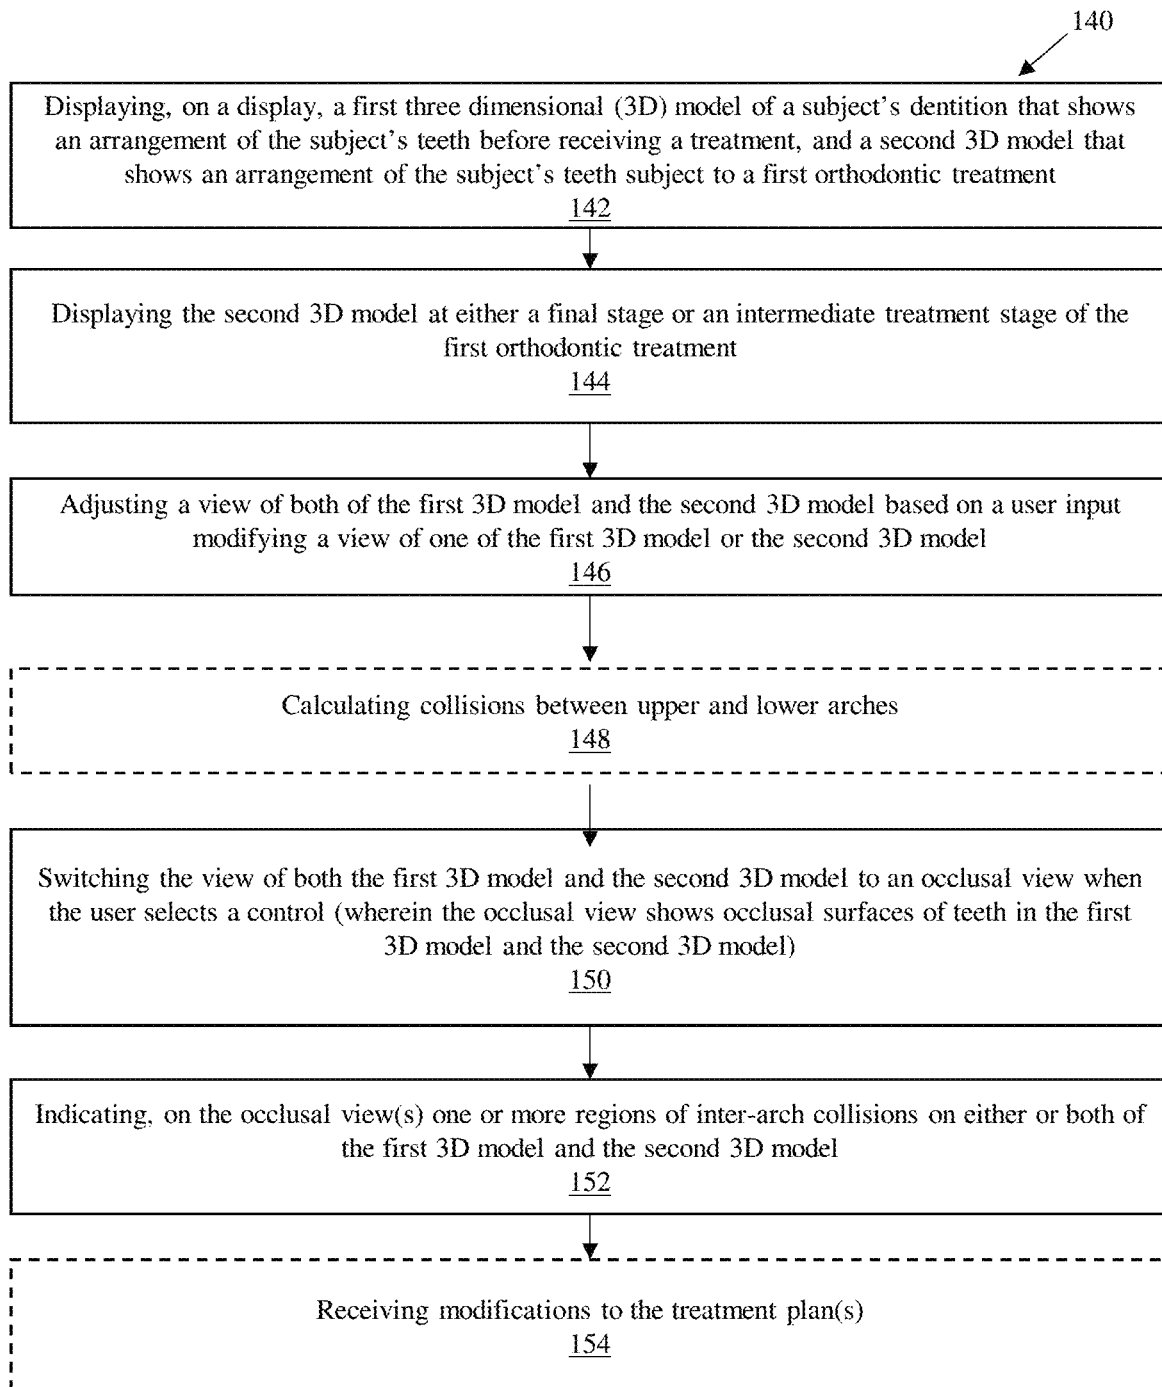 140
Displaying, on a display, a first three dimensional (3D) model of a subject's dentition that shows
an arrangement of the subject's teeth before receiving a treatment, and a second 3D model that
shows an arrangement of the subject's teeth subject to a first orthodontic treatment
142
Displaying the second 3D model at either a final stage or an intermediate treatment stage of the
first orthodontic treatment
144
Adjusting a view of both of the first 3D model and the second 3D model based on a user input
modifying a view of one of the first 3D model or the second 3D model
146
Calculating collisions between upper and lower arches
148
Switching the view of both the first 3D model and the second 3D model to an occlusal view when
the user selects a control (wherein the occlusal view shows occlusal surfaces of teeth in the first
3D model and the second 3D model)
150
Indicating, on the occlusal view(s) one or more regions of inter-arch collisions on either or both of
the first 3D model and the second 3D model
152
Receiving modifications to the treatment plan(s)
154